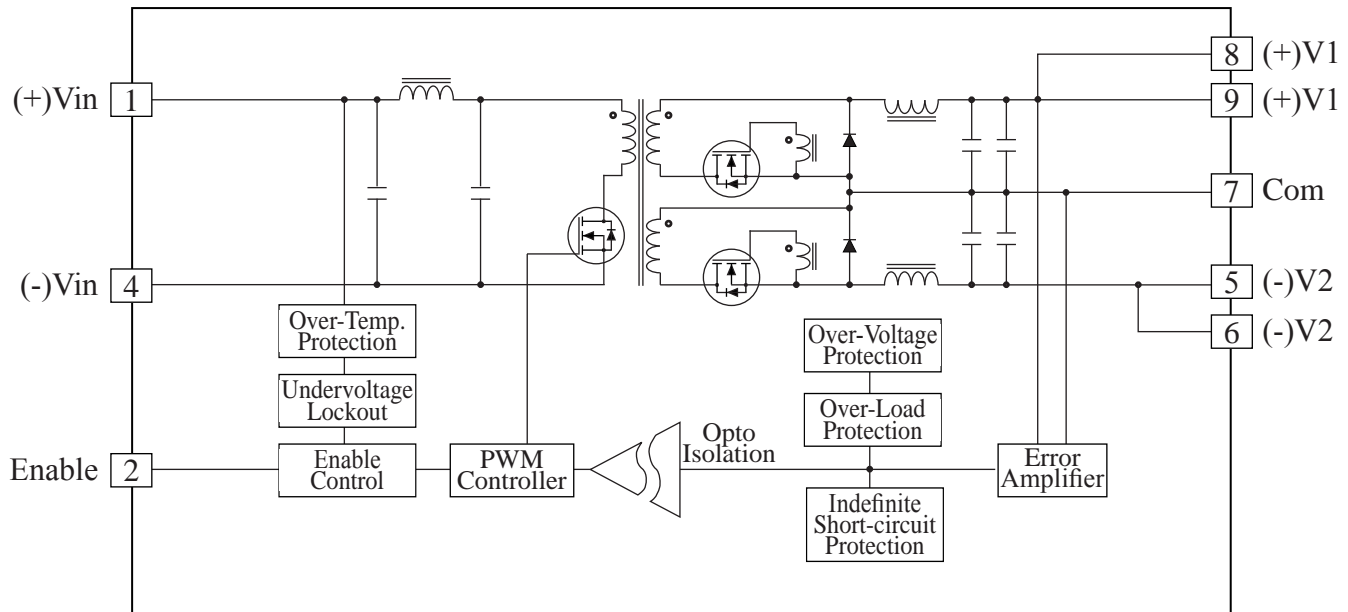 8 (+)V1
(+)Vin 1
9 (+)V1
7 Com
(-)Vin 4
5 (-)V2
6 (-)V2
Over-Temp.
Protection
Undervoltage
Lockout
Over-Voltage
Protection
Over-Load
Protection
Enable 2
Enable
Control
PWM
Controller
Opto
Isolation
Error
Amplifier
Indefinite
Short-circuit
Protection